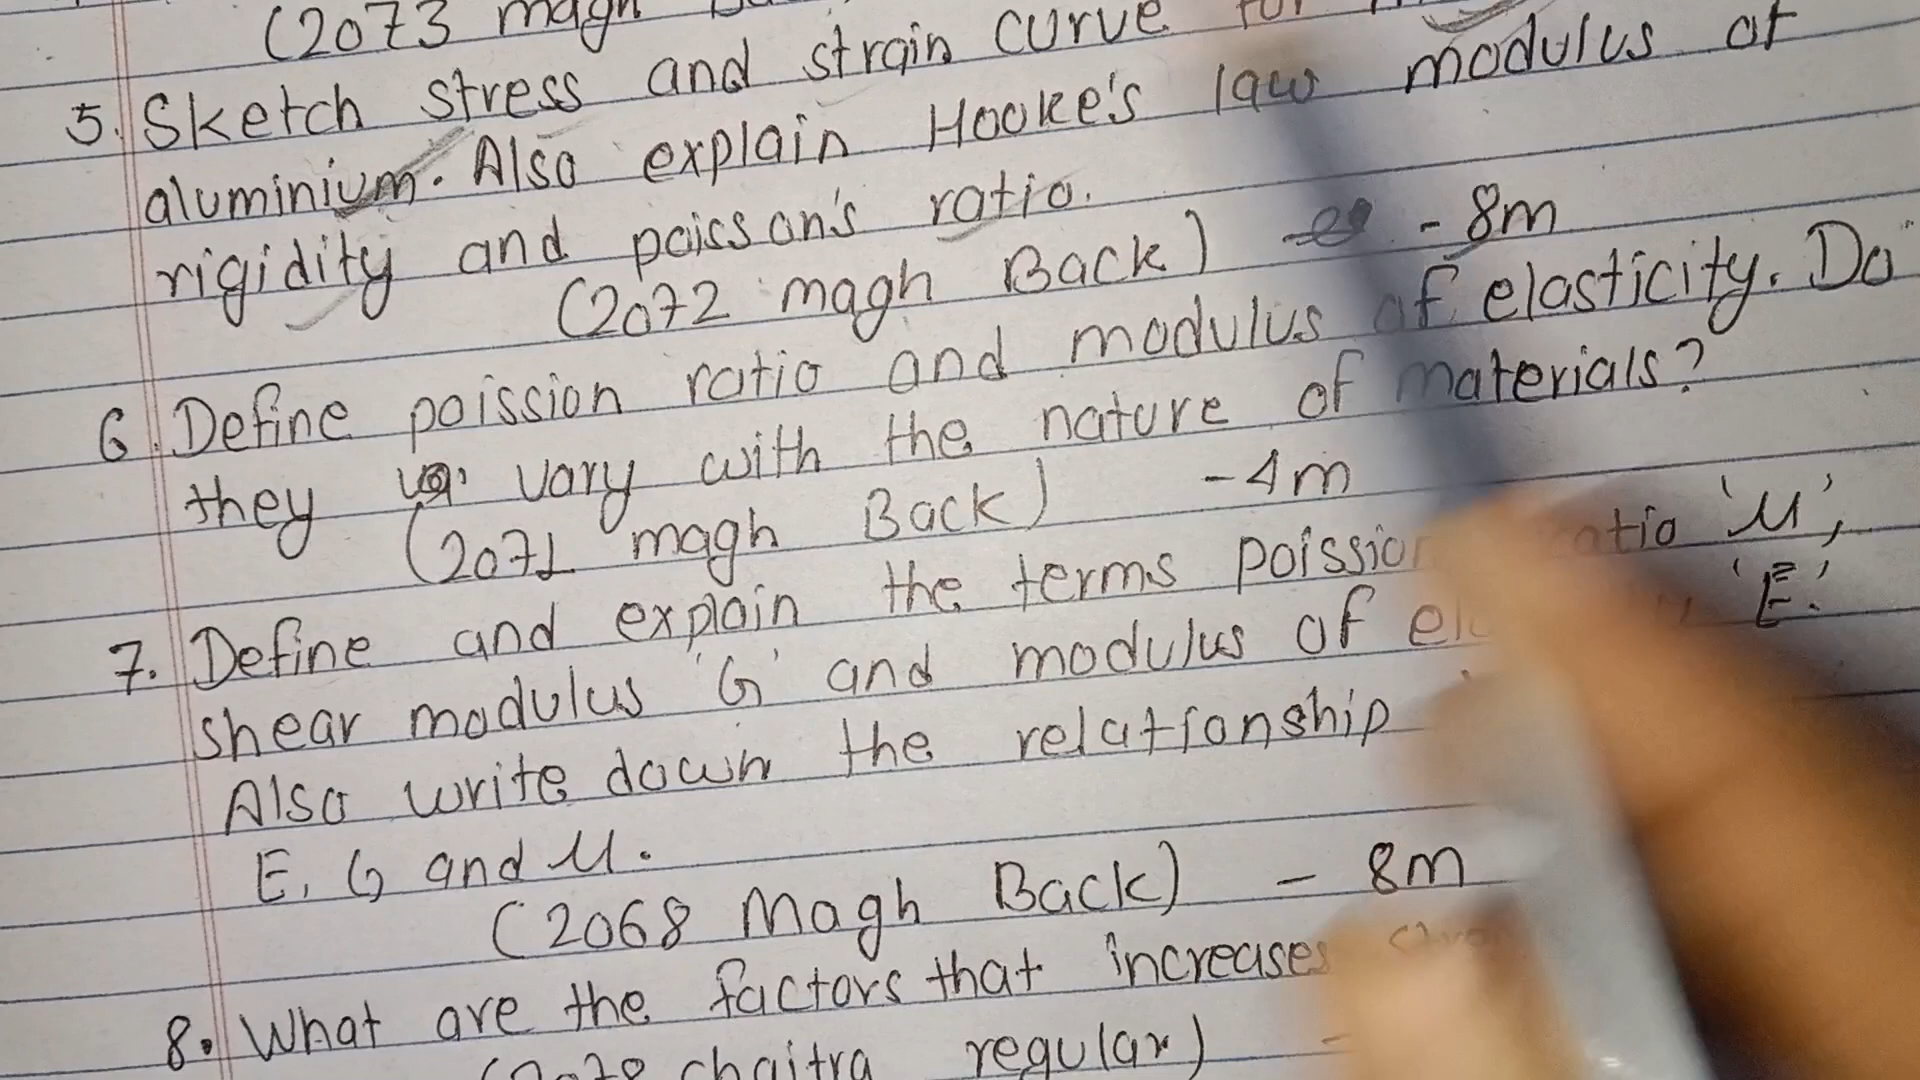 (2073 magh
5. Sketch stress and strain curve for
aluminium. Also explain Hooke's law modulus of
rigidity and poisson's ratio.
(2072 magh Back) - 8m
6. Define poission ratio and modulus of elasticity. Do
they vary with the nature of materials?
(2071 magh Back) - 4m
7. Define and explain the terms poission ratio 'μ',
shear modulus 'G' and modulus of 'E'.
Also write down the relationship
E, G and μ.
(2068 Magh Back) - 8m
8. What are the factors that increases
chaitra regular) -